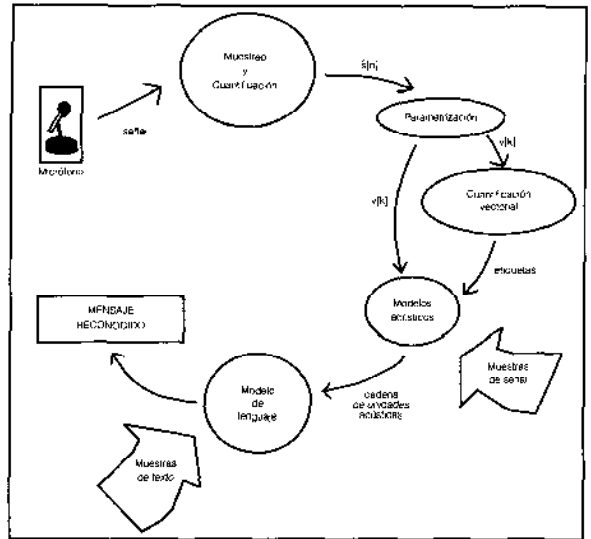 Muestreo
y
Cuantificación
s[n]
señal
Micrófono
Parametrización
v[k]
v[k]
Cuantificación
vectorial
etiquetas
Modelos
acústicos
MENSAJE
RECONOCIDO
Muestras
de señal
Modelo
de
lenguaje
cadena
de unidades
acústicas
Muestras
de texto